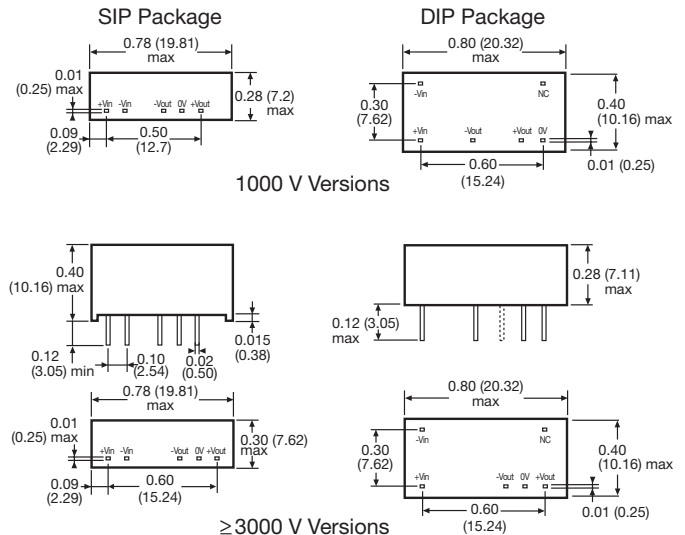 SIP Package
DIP Package
0.78 (19.81)
max
0.01
(0.25) max
+Vin -Vin -Vout 0V +Vout
0.28 (7.2)
max
0.09
(2.29)
0.50
(12.7)
0.80 (20.32)
max
0.30
(7.62)
-Vin
NC
0.40
(10.16) max
+Vin -Vout +Vout 0V
0.60
(15.24)
0.01 (0.25)
1000 V Versions
0.40
(10.16) max
0.12
(3.05) min
0.10
(2.54)
0.02
(0.50)
0.015
(0.38)
0.28 (7.11)
max
0.12 (3.05)
max
0.78 (19.81)
max
0.01
(0.25) max
+Vin -Vin -Vout 0V +Vout
0.30 (7.62)
max
0.09
(2.29)
0.60
(15.24)
0.80 (20.32)
max
0.30
(7.62)
-Vin
NC
0.40
(10.16) max
+Vin -Vout 0V +Vout
0.60
(15.24)
0.01 (0.25)
≥3000 V Versions